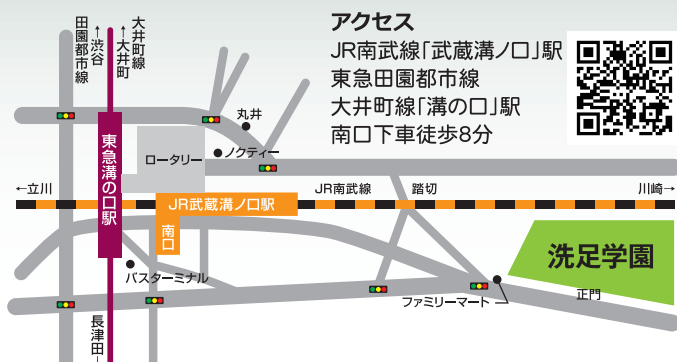 アクセス
JR南武線「武蔵溝ノ口」駅
東急田園都市線
大井町線「溝の口」駅
南口下車徒歩8分
田園都市線
←渋谷
大井町線
→大井町
丸井
ノクティー
ロータリー
東急溝の口駅
←立川
JR武蔵溝ノ口駅
JR南武線
踏切
川崎→
南口
バスターミナル
洗足学園
ファミリーマート
正門
長津田→